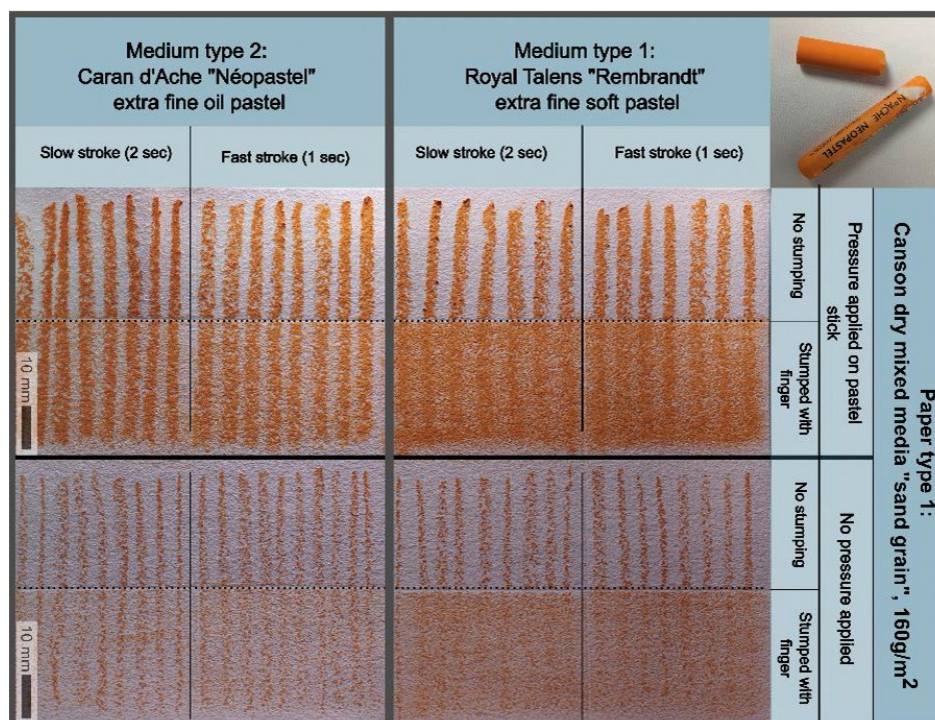 Medium type 2:
Caran d'Ache "Néopastel"
extra fine oil pastel
Medium type 1:
Royal Talens "Rembrandt"
extra fine soft pastel
NEOPASTEL
Slow stroke (2 sec)
Fast stroke (1 sec)
Slow stroke (2 sec)
Fast stroke (1 sec)
No stumping
Stumped with
finger
Pressure applied on pastel
stick
No stumping
Stumped with
finger
No pressure applied
Paper type 1:
Canson dry mixed media "sand grain", 160g/m²
10 mm
10 mm